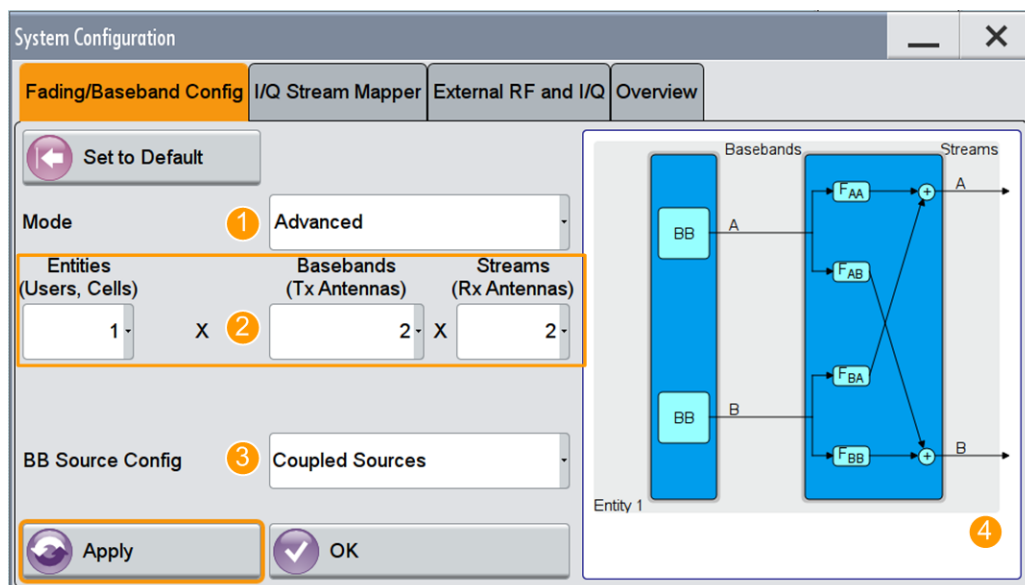 System Configuration
Fading/Baseband Config
I/Q Stream Mapper
External RF and I/Q
Overview
Set to Default
Mode
1
Advanced
Entities
(Users, Cells)
Basebands
(Tx Antennas)
Streams
(Rx Antennas)
1
X
2
2
X
2
BB Source Config
3
Coupled Sources
Apply
OK
Basebands
Streams
BB
A
FAA
+
A
FAB
FBA
BB
B
FBB
+
B
Entity 1
4